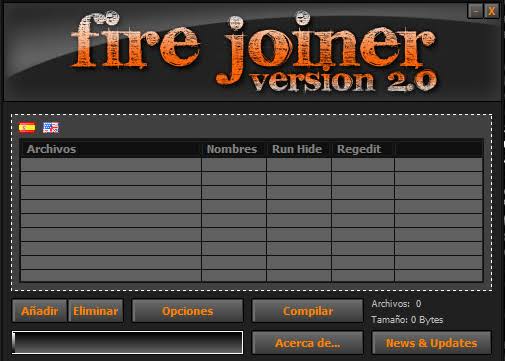 fire joiner
version 2.0
- X
Archivos Nombres Run Hide Regedit
Añadir Eliminar Opciones Compilar Archivos: 0
Tamaño: 0 Bytes
Acerca de... News & Updates